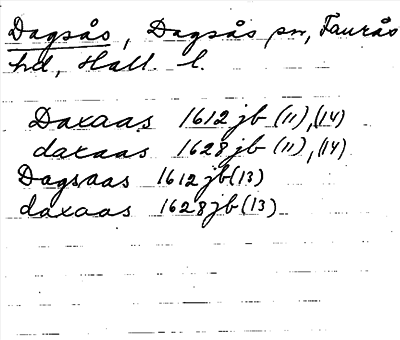 Dagsås, Dagsås sn, Faurås
hd, Hall. l.
Daxaas 1612 jb (11), (14)
daxaas 1628 jb (11), (14)
Dagsaas 1612 jb (13)
daxaas 1628 jb (13)